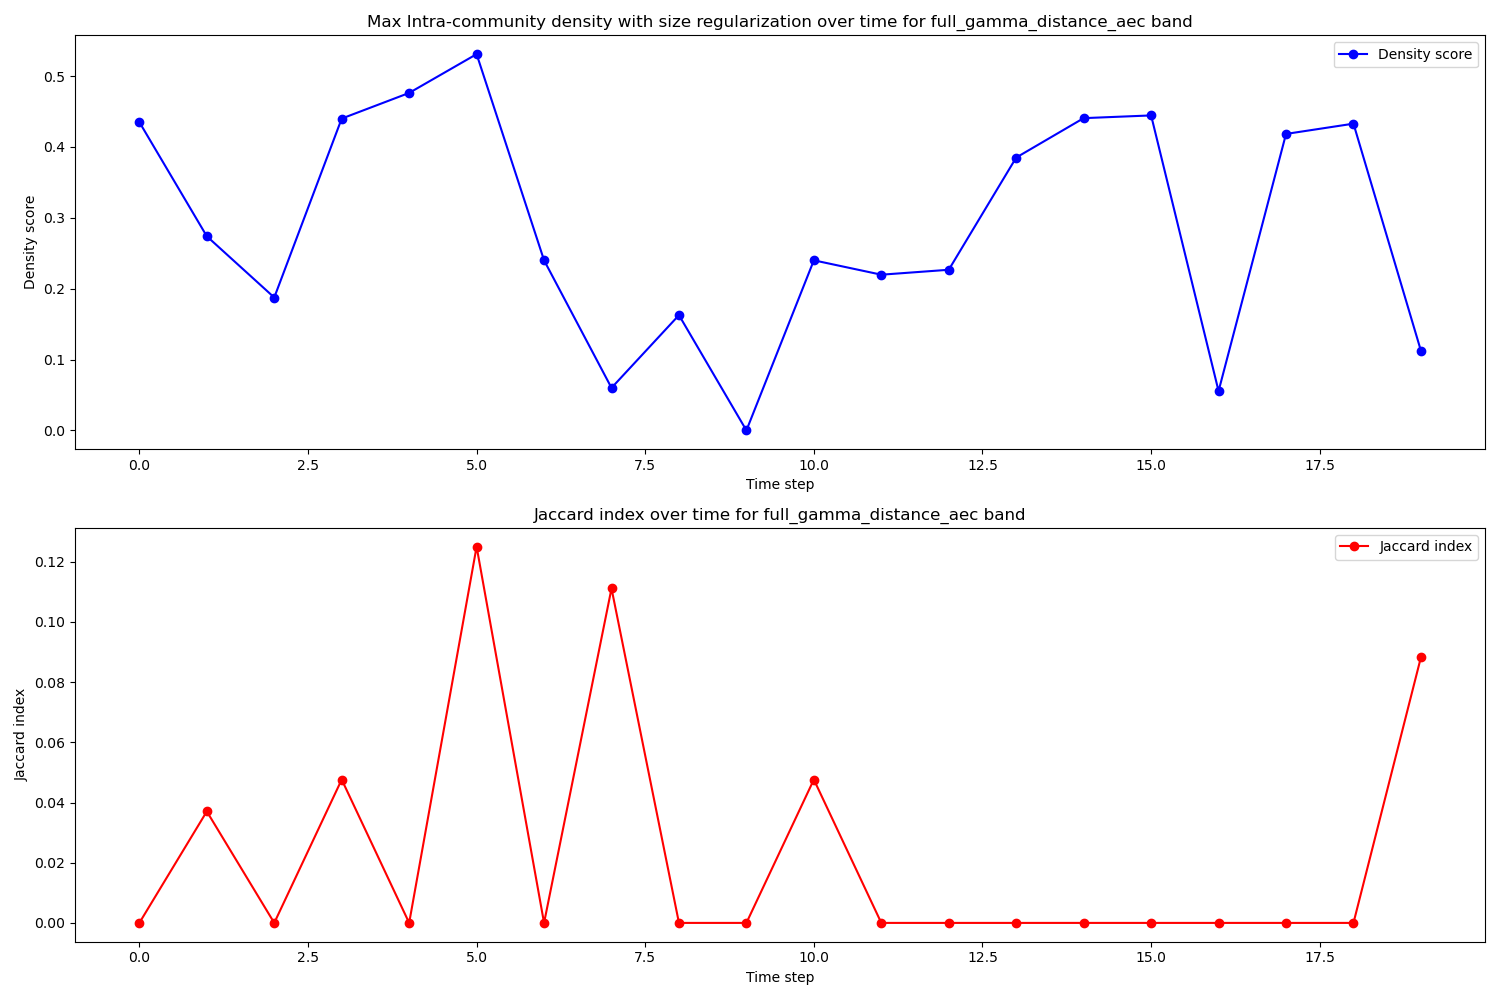 Max Intra-community density with size regularization over time for full_gamma_distance_aec band
Density score
Density score
0.5
0.4
0.3
0.2
0.1
0.0
0.0 2.5 5.0 7.5 10.0 12.5 15.0 17.5
Time step
Jaccard index over time for full_gamma_distance_aec band
Jaccard index
Jaccard index
0.12
0.10
0.08
0.06
0.04
0.02
0.00
0.0 2.5 5.0 7.5 10.0 12.5 15.0 17.5
Time step